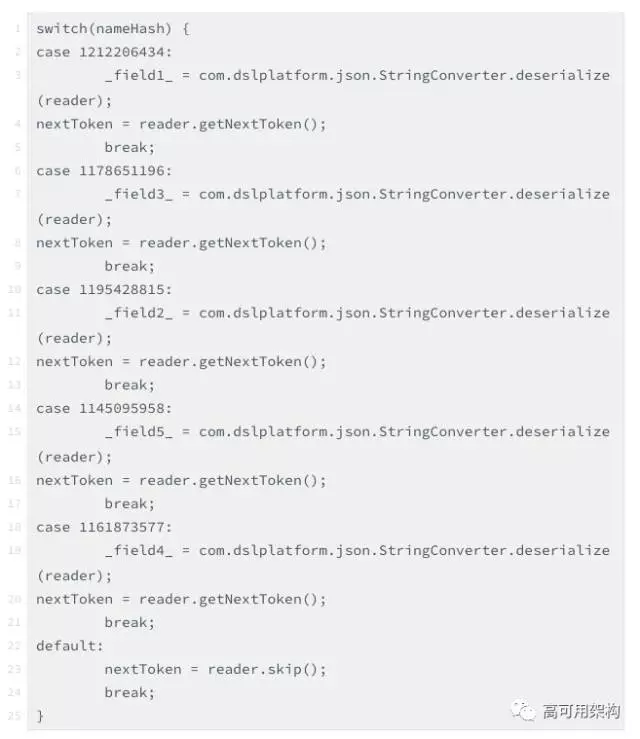 1 switch(nameHash) {
2 case 1212206434:
3         _field1_ = com.dslplatform.json.StringConverter.deserialize
(reader);
4 nextToken = reader.getNextToken();
5         break;
6 case 1178651196:
7         _field3_ = com.dslplatform.json.StringConverter.deserialize
(reader);
8 nextToken = reader.getNextToken();
9         break;
10 case 1195428815:
11         _field2_ = com.dslplatform.json.StringConverter.deserialize
(reader);
12 nextToken = reader.getNextToken();
13         break;
14 case 1145095958:
15         _field5_ = com.dslplatform.json.StringConverter.deserialize
(reader);
16 nextToken = reader.getNextToken();
17         break;
18 case 1161873577:
19         _field4_ = com.dslplatform.json.StringConverter.deserialize
(reader);
20 nextToken = reader.getNextToken();
21         break;
22 default:
23         nextToken = reader.skip();
24         break;
25 }
高可用架构